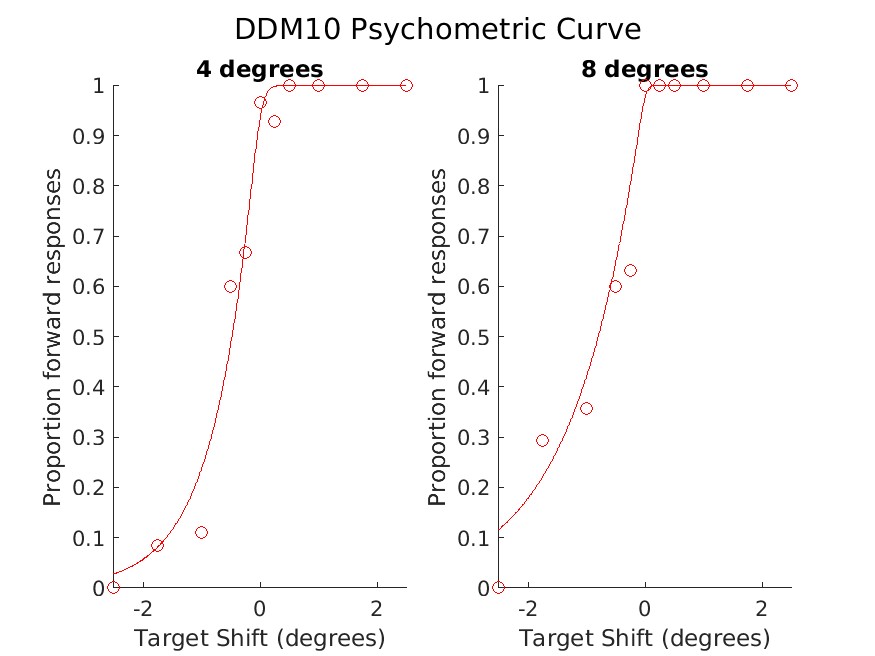 DDM10 Psychometric Curve
4 degrees
1
0.9
0.8
0.7
0.6
0.5
0.4
0.3
0.2
0.1
0
Proportion forward responses
-2 0 2
Target Shift (degrees)
8 degrees
1
0.9
0.8
0.7
0.6
0.5
0.4
0.3
0.2
0.1
0
Proportion forward responses
-2 0 2
Target Shift (degrees)